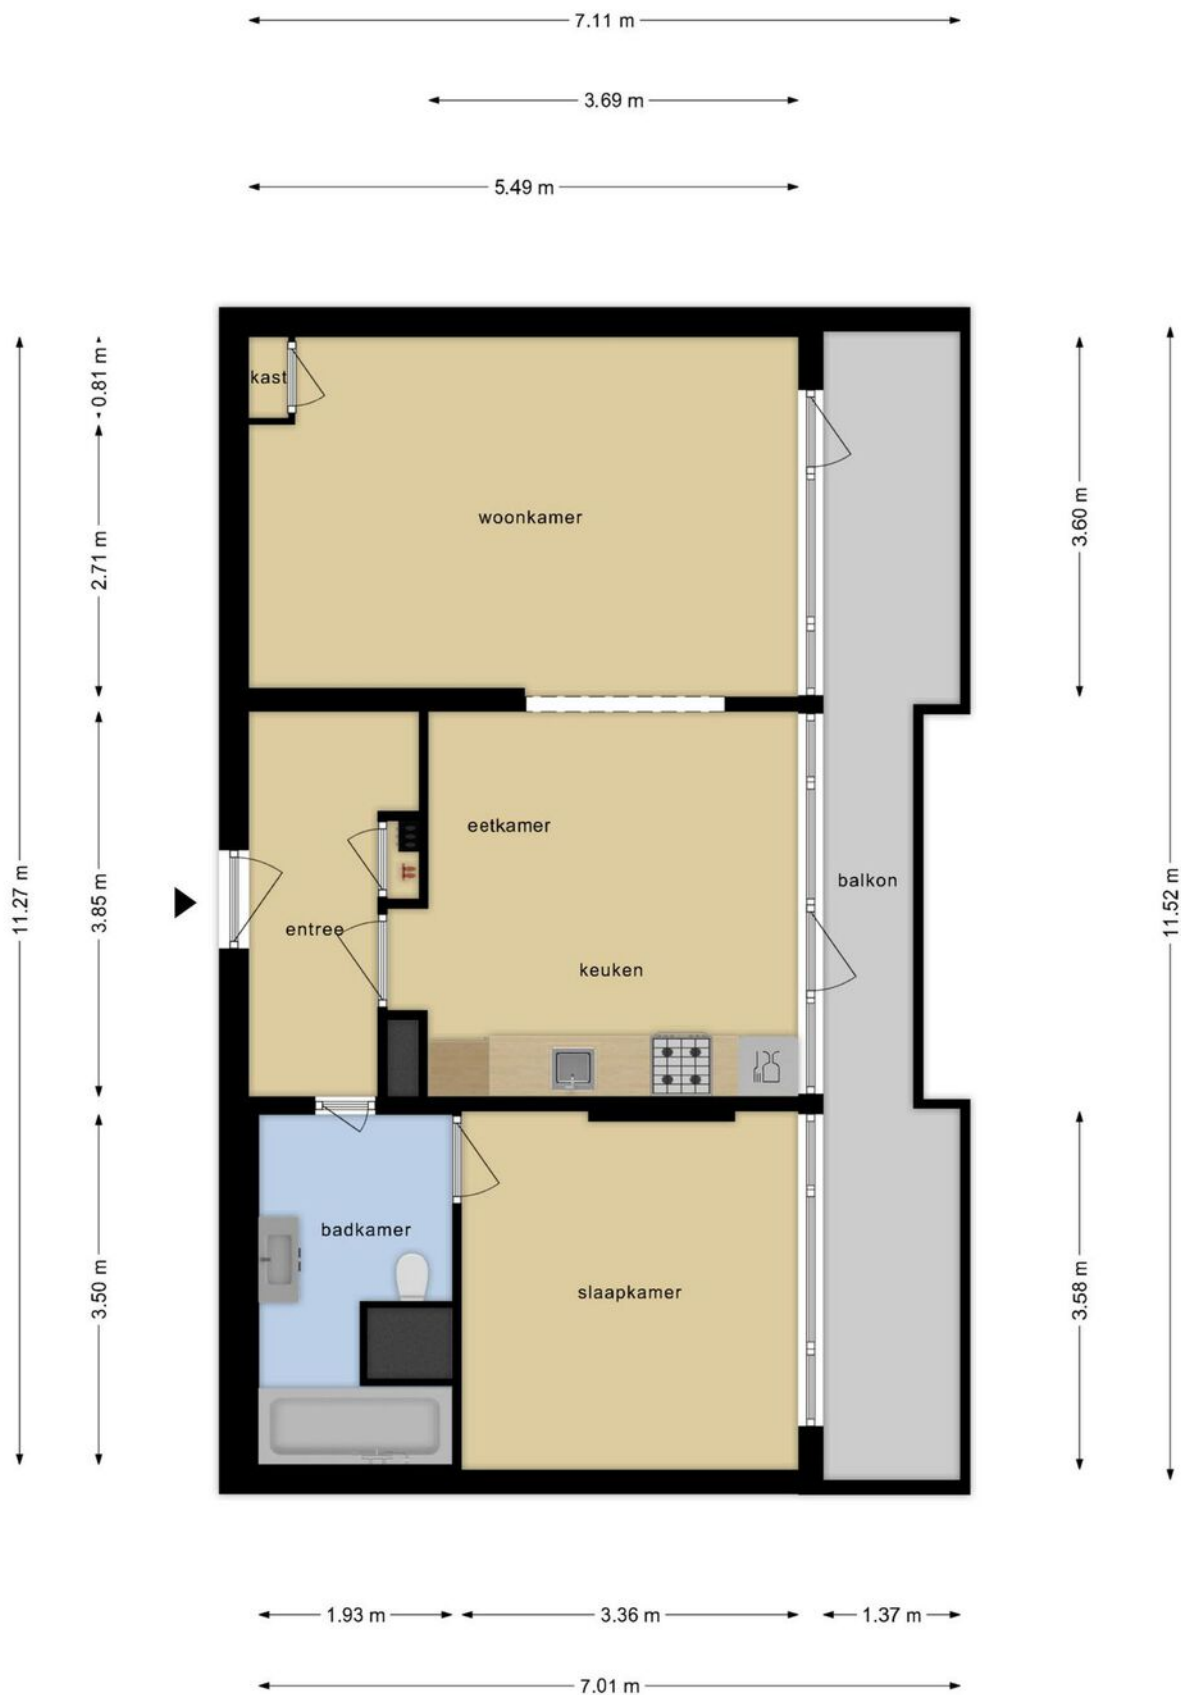 7.11 m
3.69 m
5.49 m
kast
0.81 m
woonkamer
2.71 m
3.60 m
eetkamer
balkon
11.27 m
3.85 m
11.52 m
entree
keuken
badkamer
slaapkamer
3.50 m
3.58 m
1.93 m
3.36 m
1.37 m
7.01 m